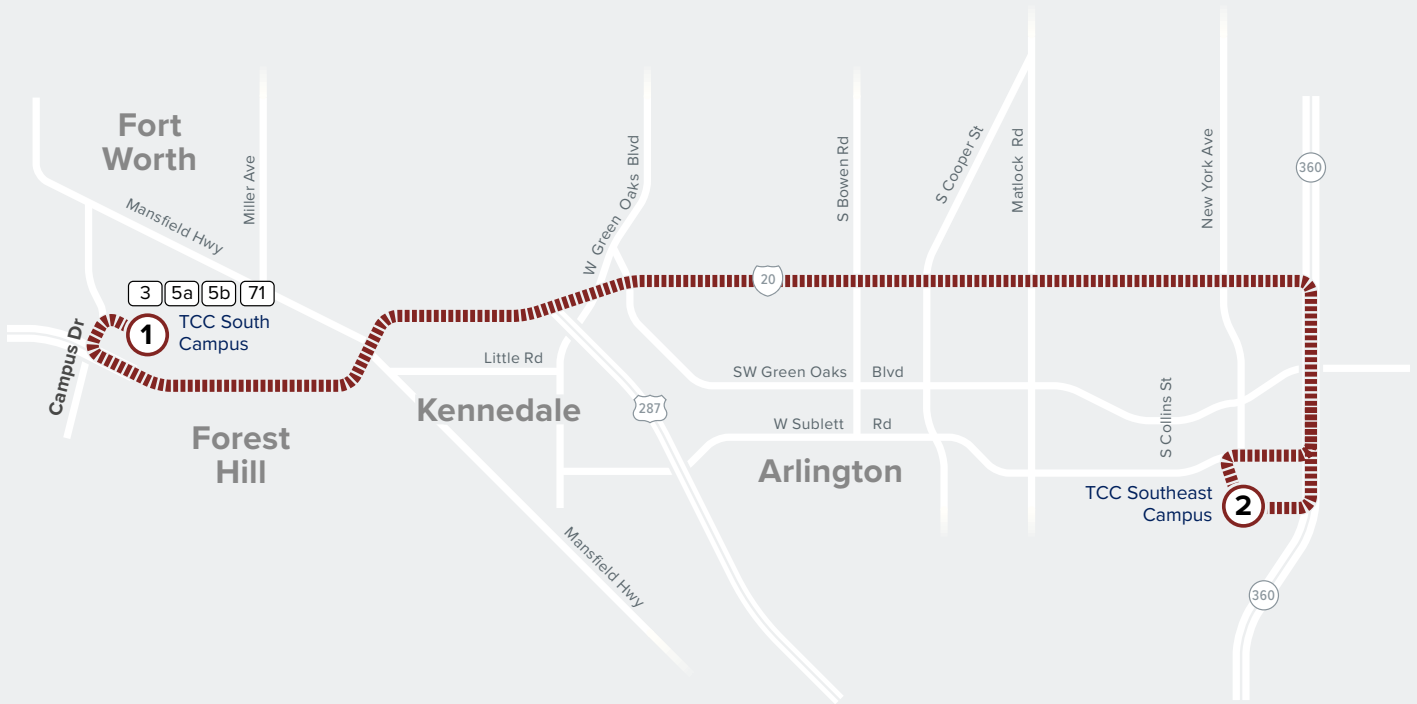 Fort
Worth
Miller Ave
Mansfield Hwy
W Green Oaks Blvd
S Bowen Rd
S Cooper St
Matlock Rd
New York Ave
360
20
3 5a 5b 71
1
TCC South
Campus
Campus Dr
Little Rd
SW Green Oaks Blvd
287
Kennedale
W Sublett Rd
S Collins St
Forest
Hill
Arlington
TCC Southeast
Campus
2
Mansfield Hwy
360